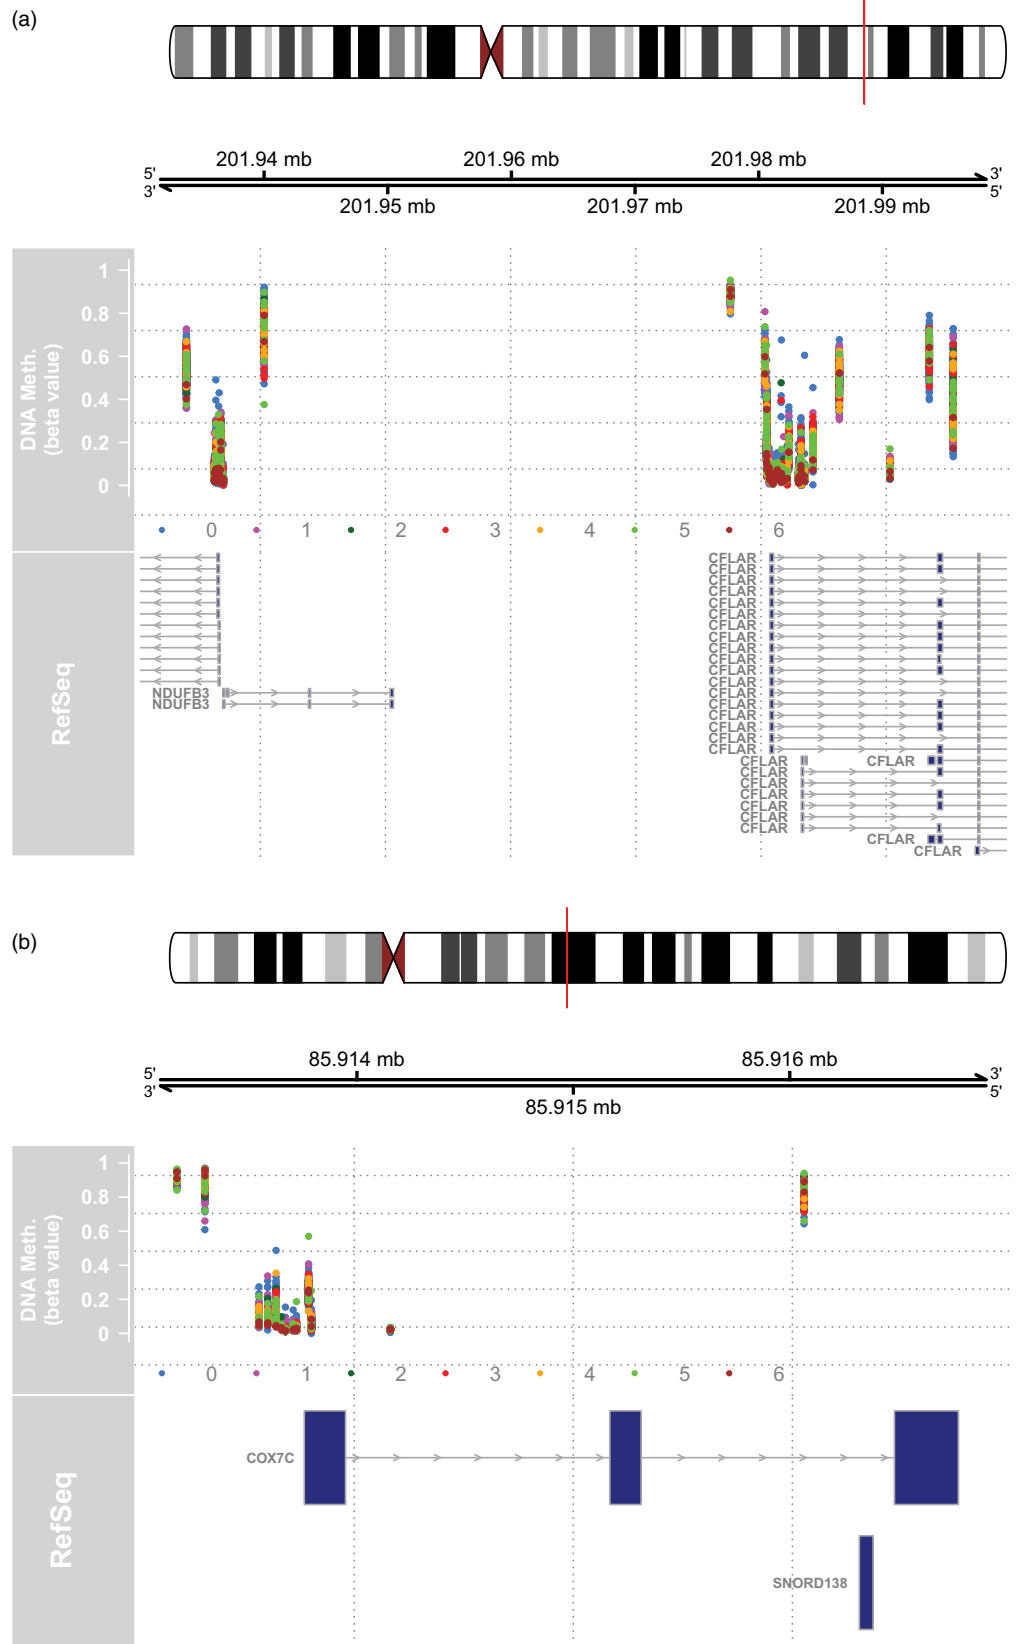 (a)
201.94 mb 201.96 mb 201.98 mb
5' 3'
3' 5'
201.95 mb 201.97 mb 201.99 mb
DNA Meth.
(beta value)
1
0.8
0.6
0.4
0.2
0
0 1 2 3 4 5 6
RefSeq
CFLAR
CFLAR
CFLAR
CFLAR
CFLAR
CFLAR
CFLAR
CFLAR
CFLAR
CFLAR
CFLAR
CFLAR
NDUFB3 CFLAR
NDUFB3 CFLAR
CFLAR
CFLAR
CFLAR
CFLAR
CFLAR CFLAR
CFLAR
CFLAR
CFLAR
CFLAR
CFLAR
CFLAR
CFLAR
(b)
85.914 mb 85.916 mb
5' 3'
3' 5'
85.915 mb
DNA Meth.
(beta value)
1
0.8
0.6
0.4
0.2
0
0 1 2 3 4 5 6
RefSeq
COX7C
SNORD138